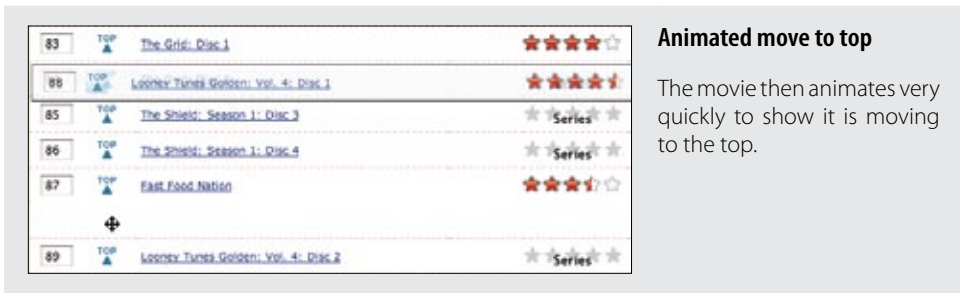 83 TOP The Grid: Disc 1
88 TOP Looney Tunes Golden: Vol. 4: Disc 1
85 TOP The Shield: Season 1: Disc 3 Series
86 TOP The Shield: Season 1: Disc 4 Series
87 TOP Fast Food Nation
89 TOP Looney Tunes Golden: Vol. 4: Disc 2 Series
Animated move to top
The movie then animates very
quickly to show it is moving
to the top.